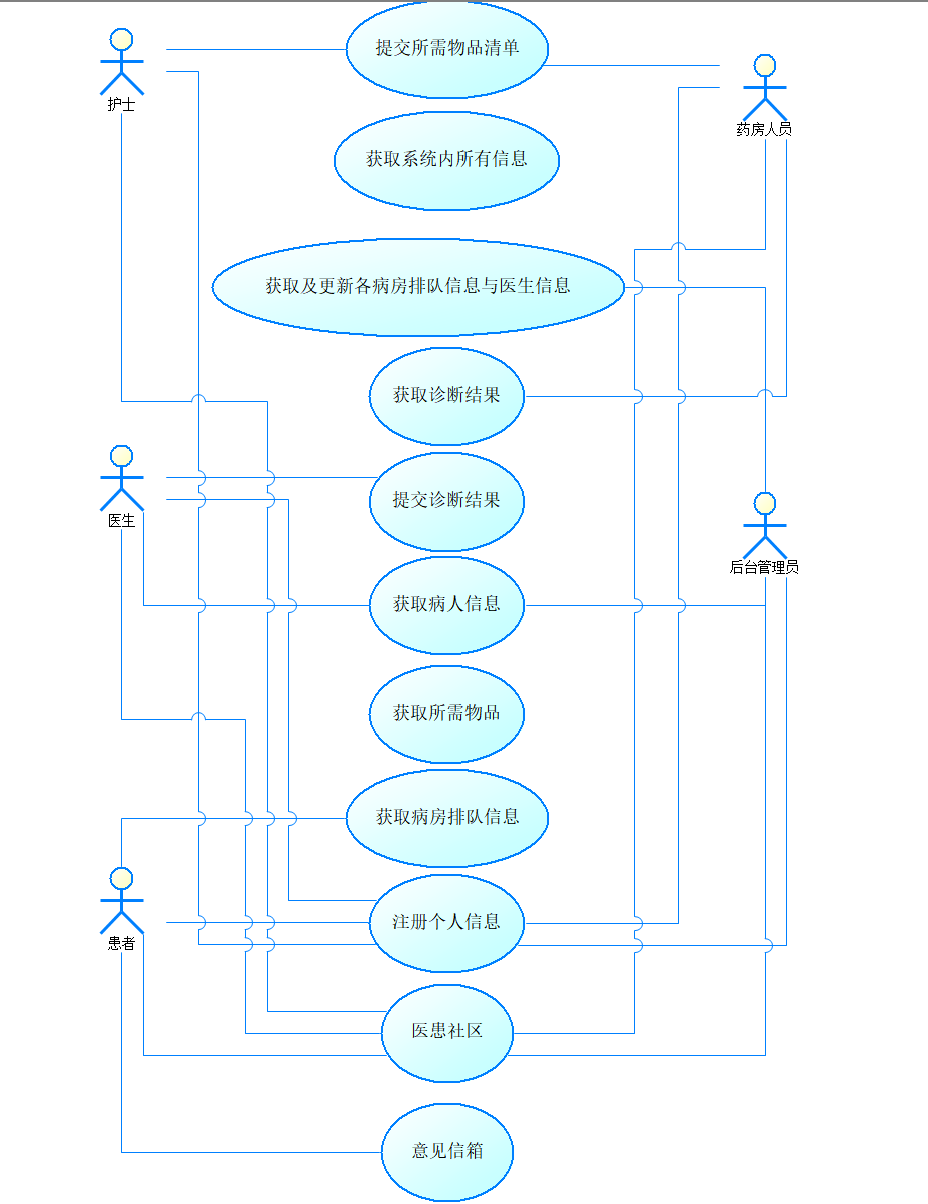 提交所需物品清单
护士
药房人员
获取系统内所有信息
获取及更新各病房排队信息与医生信息
获取诊断结果
提交诊断结果
医生
后台管理员
获取病人信息
获取所需物品
获取病房排队信息
注册个人信息
患者
医患社区
意见信箱